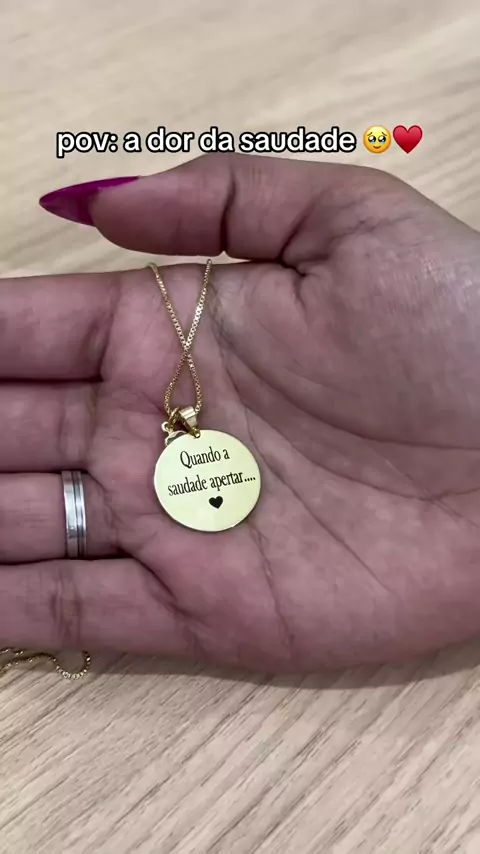 pov: a dor da saudade 🥹♥️
Quando a
saudade apertar....
♥